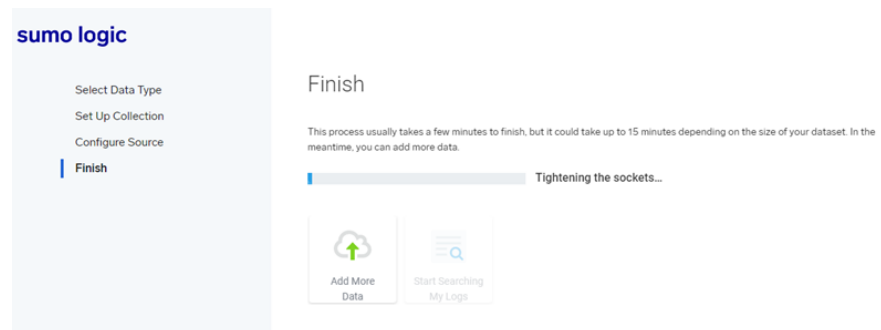 sumo logic
Select Data Type
Set Up Collection
Configure Source
Finish
Finish
This process usually takes a few minutes to finish, but it could take up to 15 minutes depending on the size of your dataset. In the
meantime, you can add more data.
Tightening the sockets...
Add More
Data
Start Searching
My Logs